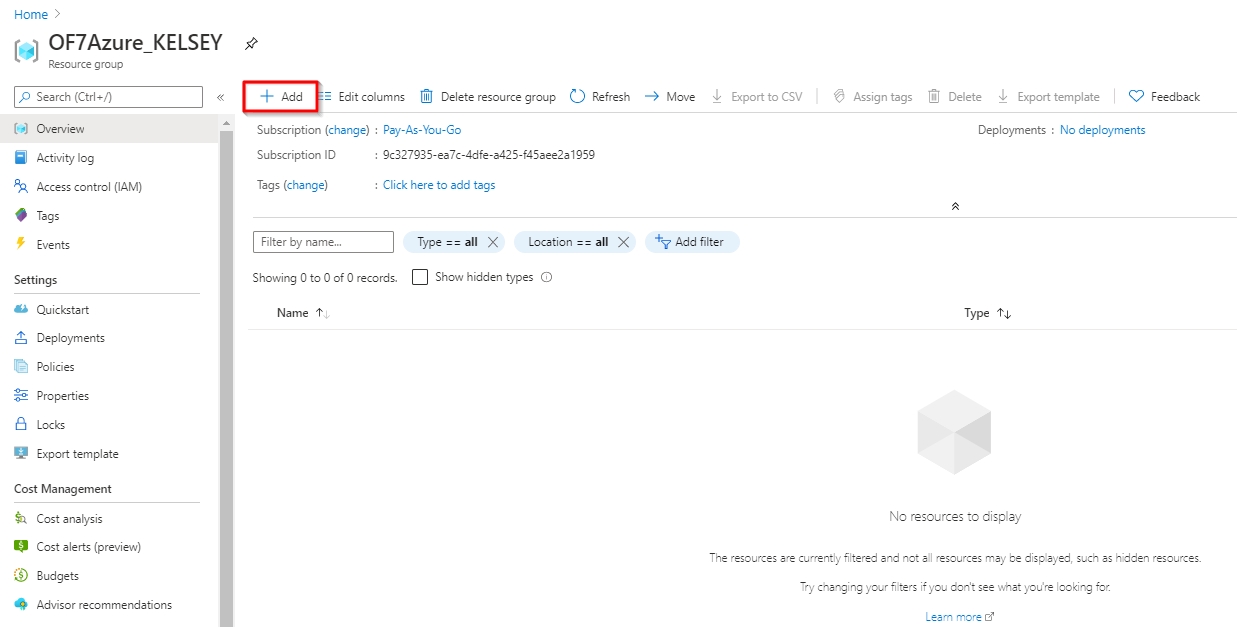 Home
OF7Azure_KELSEY
Resource group
Search (Ctrl+/)
Add Edit columns Delete resource group Refresh Move Export to CSV Assign tags Delete Export template Feedback
Overview
Activity log
Access control (IAM)
Tags
Events
Settings
Quickstart
Deployments
Policies
Properties
Locks
Export template
Cost Management
Cost analysis
Cost alerts (preview)
Budgets
Advisor recommendations
Subscription (change) : Pay-As-You-Go
Deployments : No deployments
Subscription ID : 9c327935-ea7c-4dfe-a425-f45aee2a1959
Tags (change) : Click here to add tags
Filter by name... Type == all Location == all Add filter
Showing 0 to 0 of 0 records. Show hidden types
Name Type
No resources to display
The resources are currently filtered and not all resources may be displayed, such as hidden resources.
Try changing your filters if you don't see what you're looking for.
Learn more